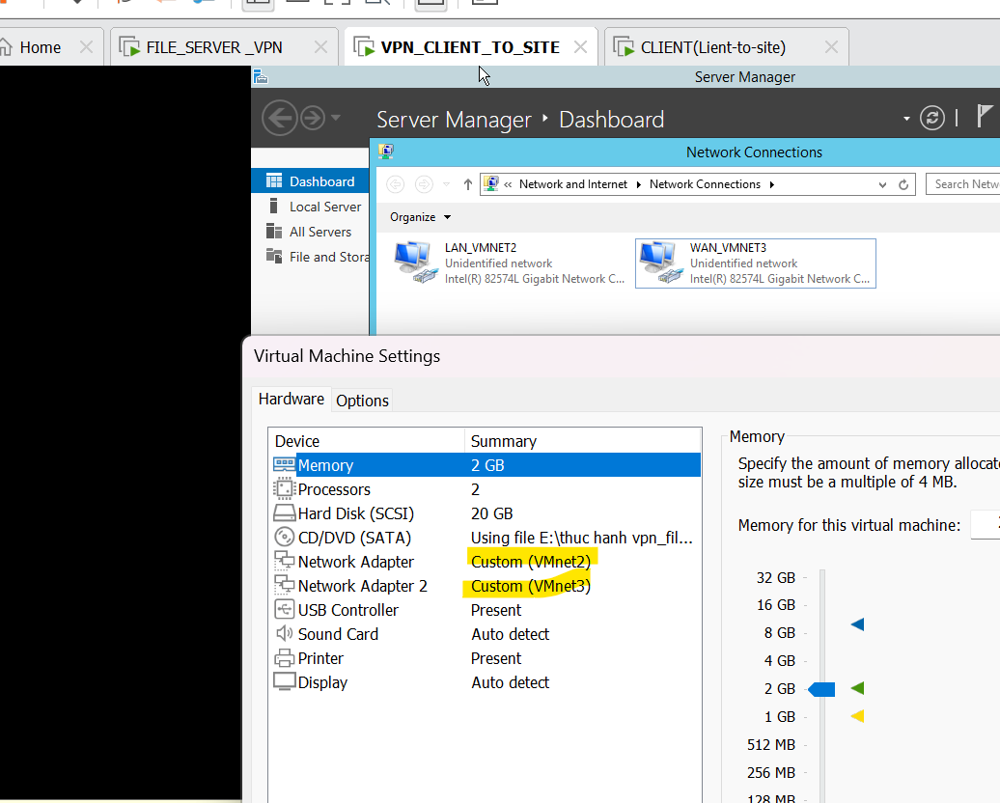 Home
FILE_SERVER _VPN
VPN_CLIENT_TO_SITE
CLIENT(Lient-to-site)
Server Manager
Server Manager ‣ Dashboard
Network Connections
« Network and Internet ▸ Network Connections ▸
Search Netw
Organize
Dashboard
Local Server
All Servers
File and Stora
LAN_VMNET2
Unidentified network
Intel(R) 82574L Gigabit Network C...
WAN_VMNET3
Unidentified network
Intel(R) 82574L Gigabit Network C...
Virtual Machine Settings
Hardware Options
Device Summary
Memory 2 GB
Processors 2
Hard Disk (SCSI) 20 GB
CD/DVD (SATA) Using file E:\thuc hanh vpn_fil...
Network Adapter Custom (VMnet2)
Network Adapter 2 Custom (VMnet3)
USB Controller Present
Sound Card Auto detect
Printer Present
Display Auto detect
Memory
Specify the amount of memory allocate
size must be a multiple of 4 MB.
Memory for this virtual machine:
32 GB
16 GB
8 GB
4 GB
2 GB
1 GB
512 MB
256 MB
128 MB